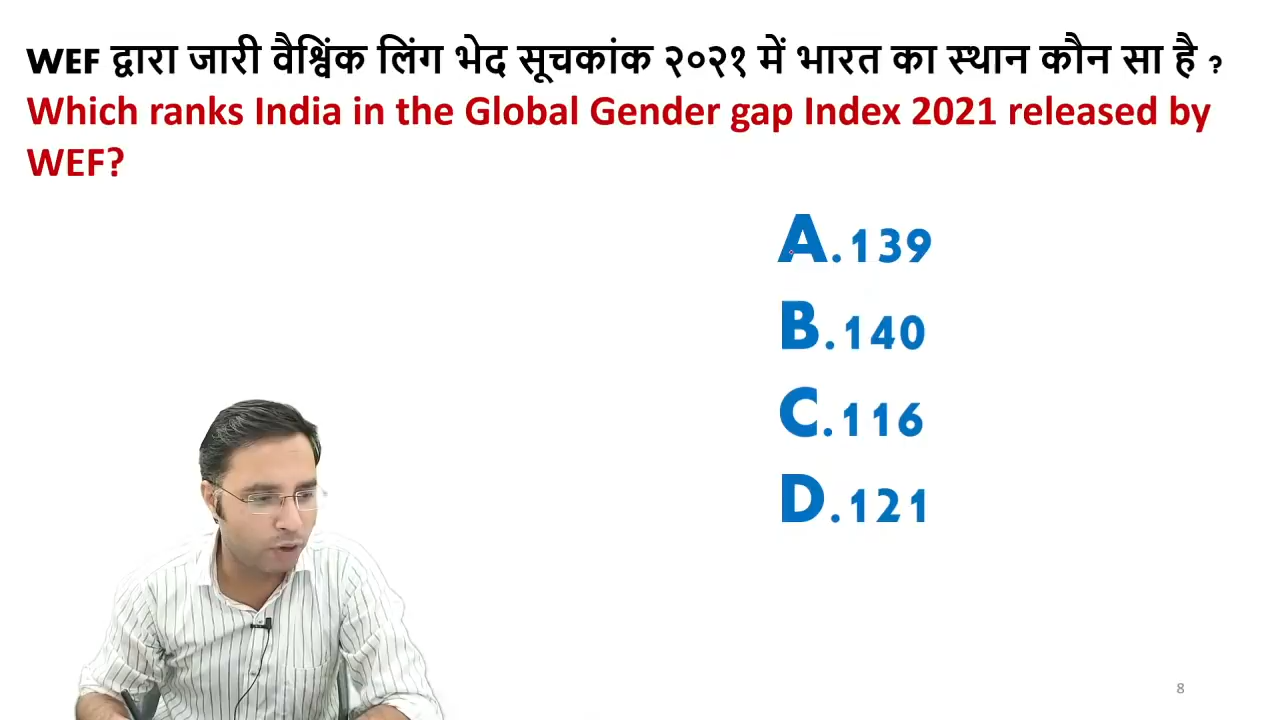 WEF द्वारा जारी वैश्विंक लिंग भेद सूचकांक २०२१ में भारत का स्थान कौन सा है ?
Which ranks India in the Global Gender gap Index 2021 released by
WEF?
A.139
B.140
C.116
D.121
8